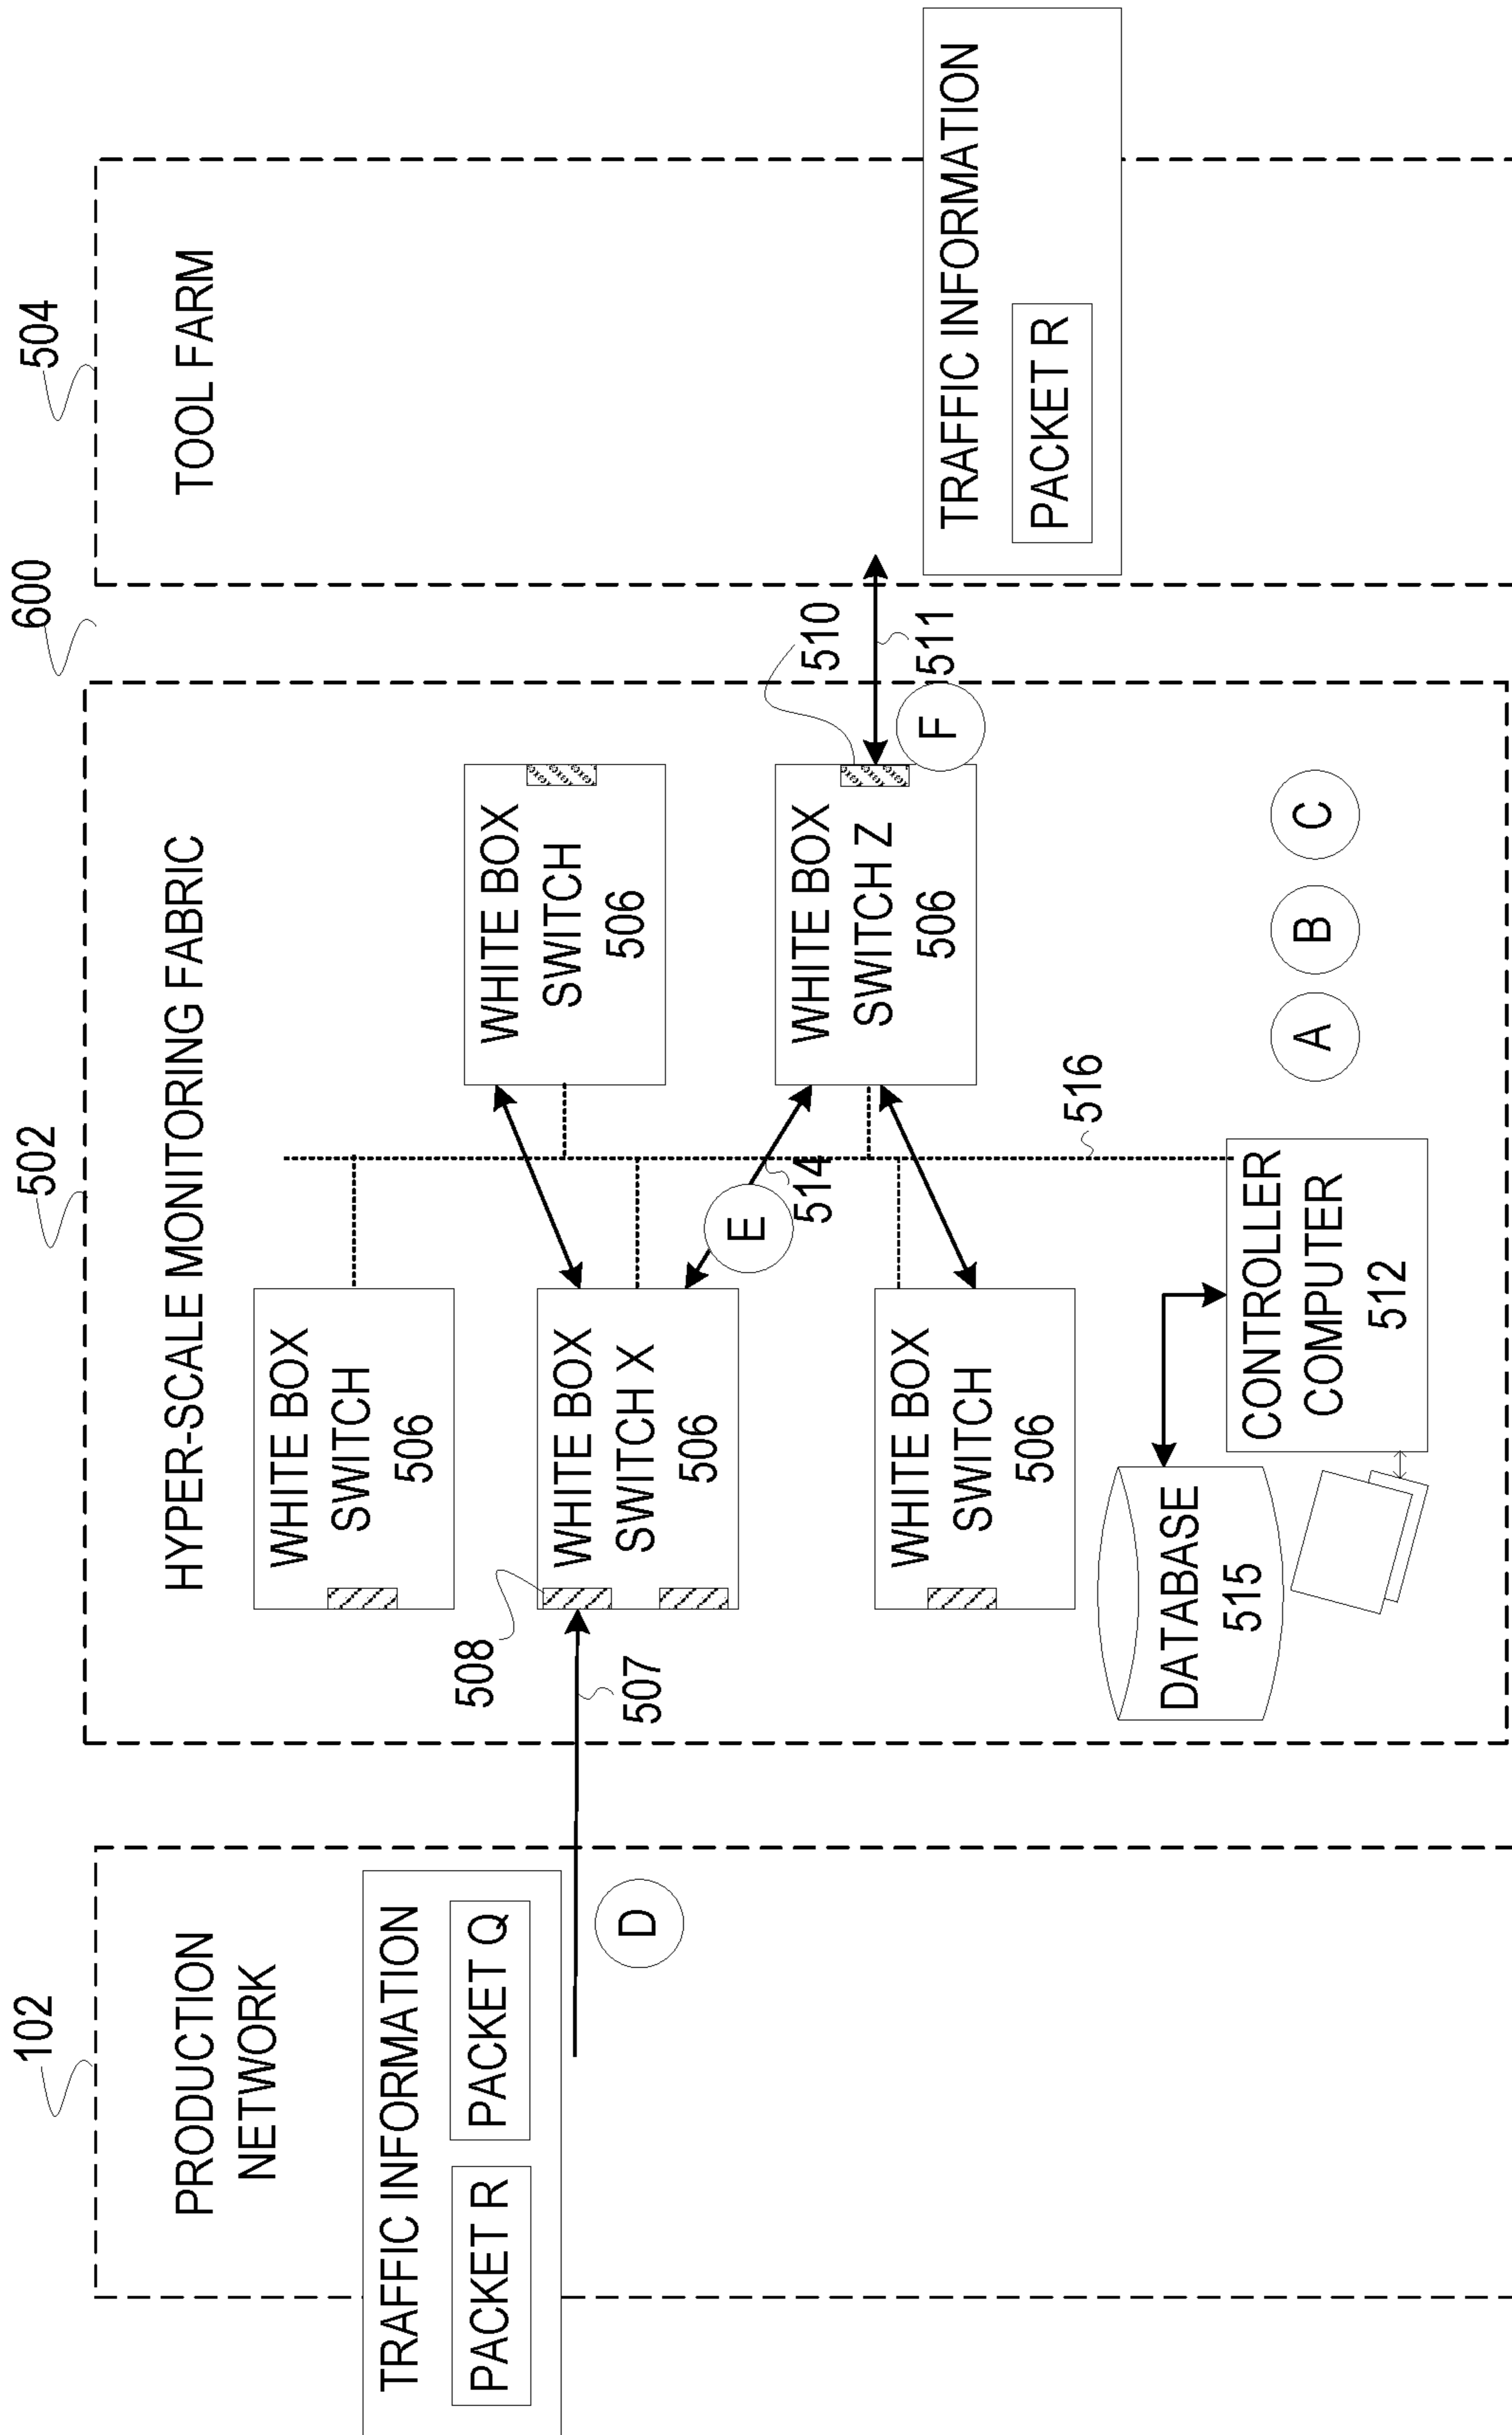 600
102
502
504
PRODUCTION
NETWORK
TRAFFIC INFORMATION
PACKET R
PACKET Q
D
HYPER-SCALE MONITORING FABRIC
508
507
WHITE BOX
SWITCH
506
WHITE BOX
SWITCH X
506
WHITE BOX
SWITCH
506
E
514
WHITE BOX
SWITCH
506
WHITE BOX
SWITCH Z
506
510
511
F
516
DATABASE
515
CONTROLLER
COMPUTER
512
A
B
C
TOOL FARM
TRAFFIC INFORMATION
PACKET R